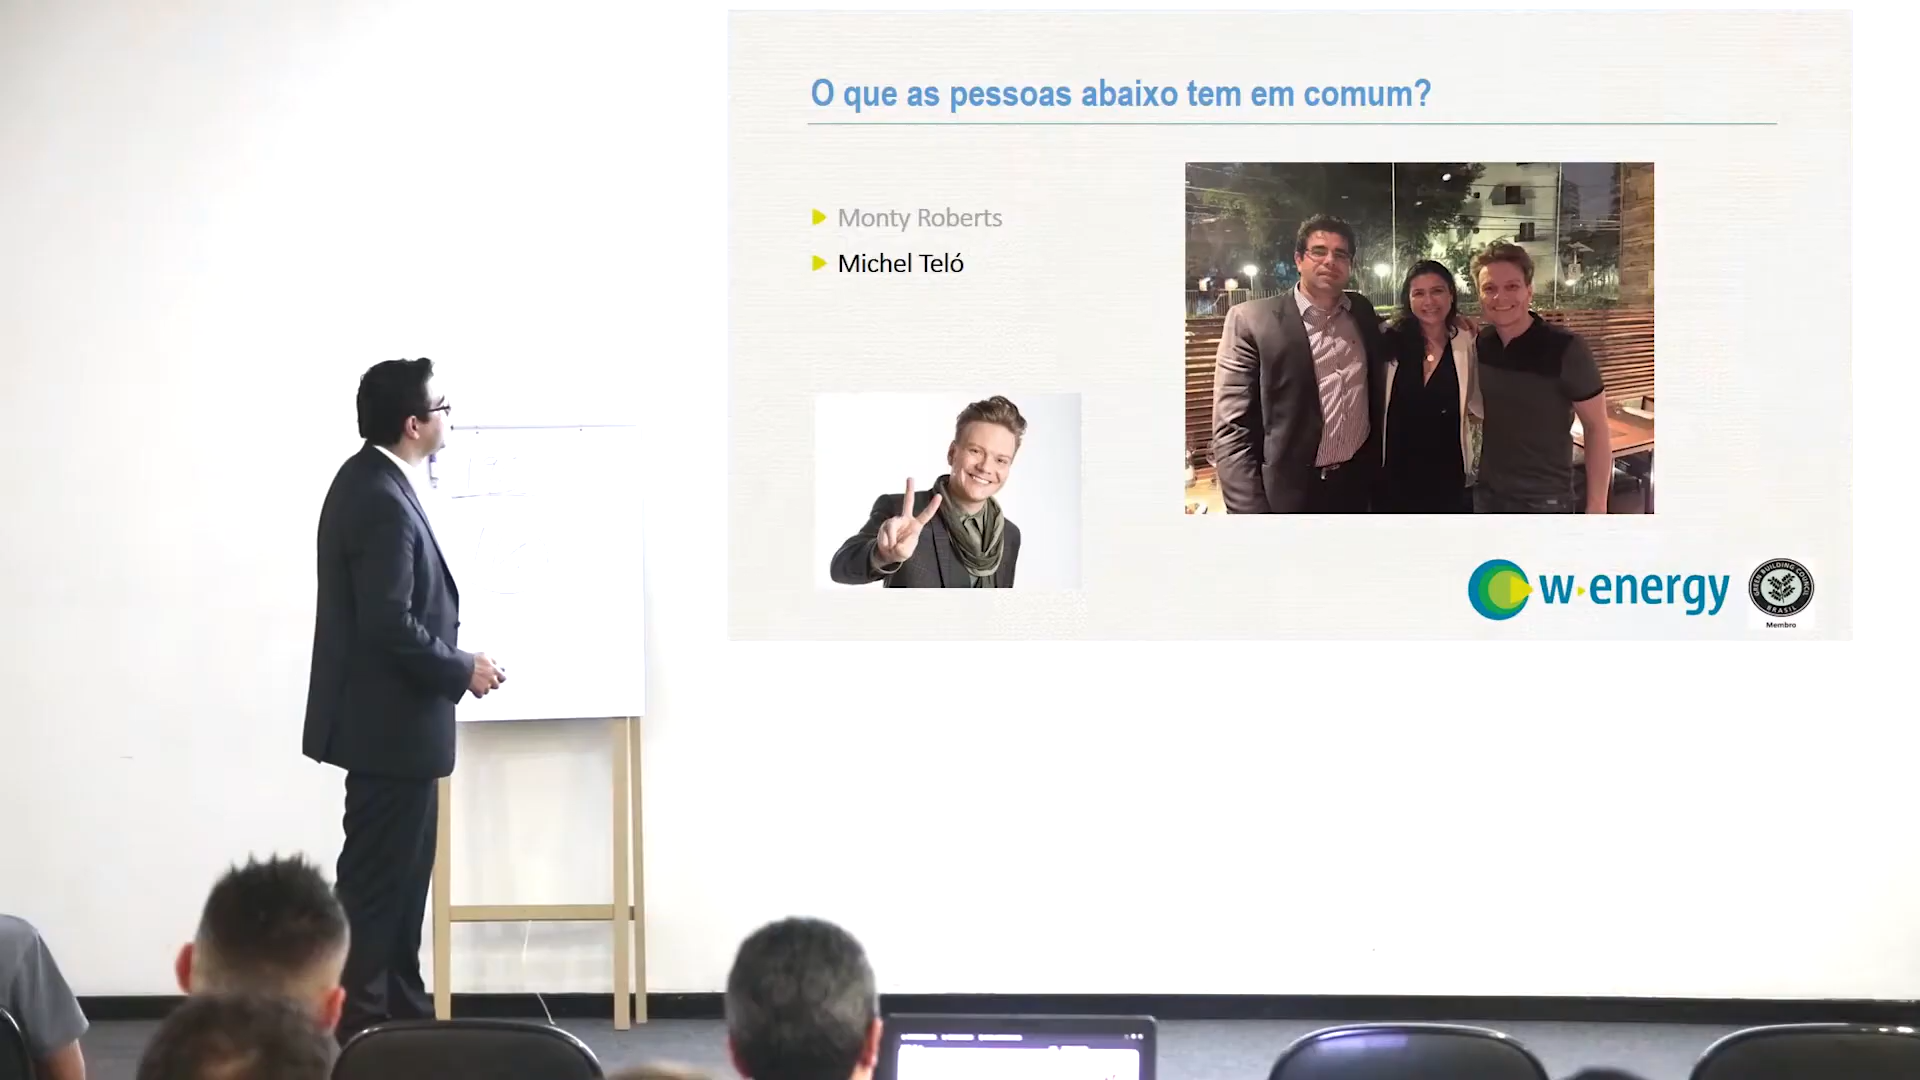 O que as pessoas abaixo tem em comum?
Monty Roberts
Michel Teló
w energy
GREEN BUILDING COUNCIL
BRASIL
Membro